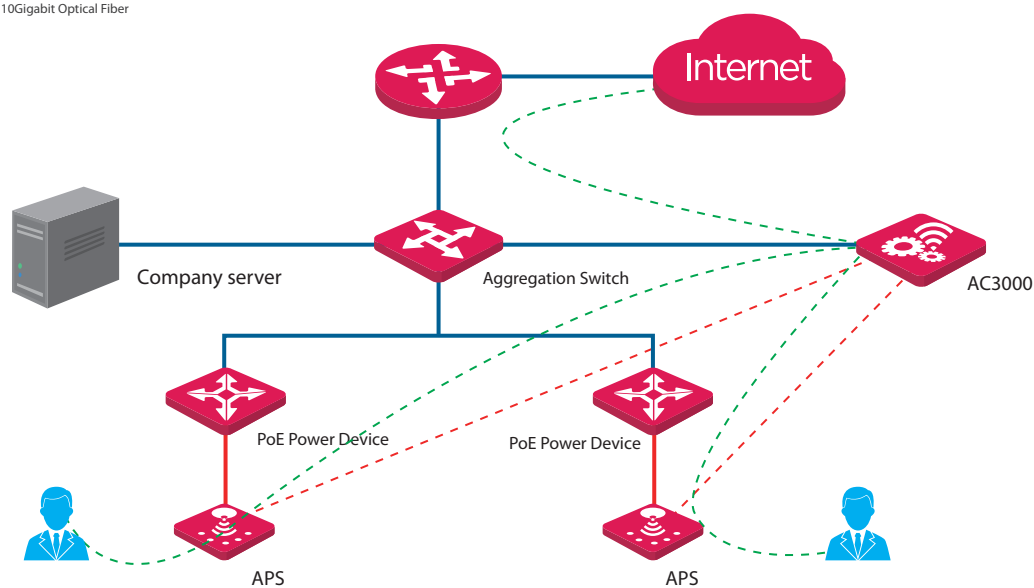 10Gigabit Optical Fiber
Internet
Company server
Aggregation Switch
AC3000
PoE Power Device
PoE Power Device
APS
APS